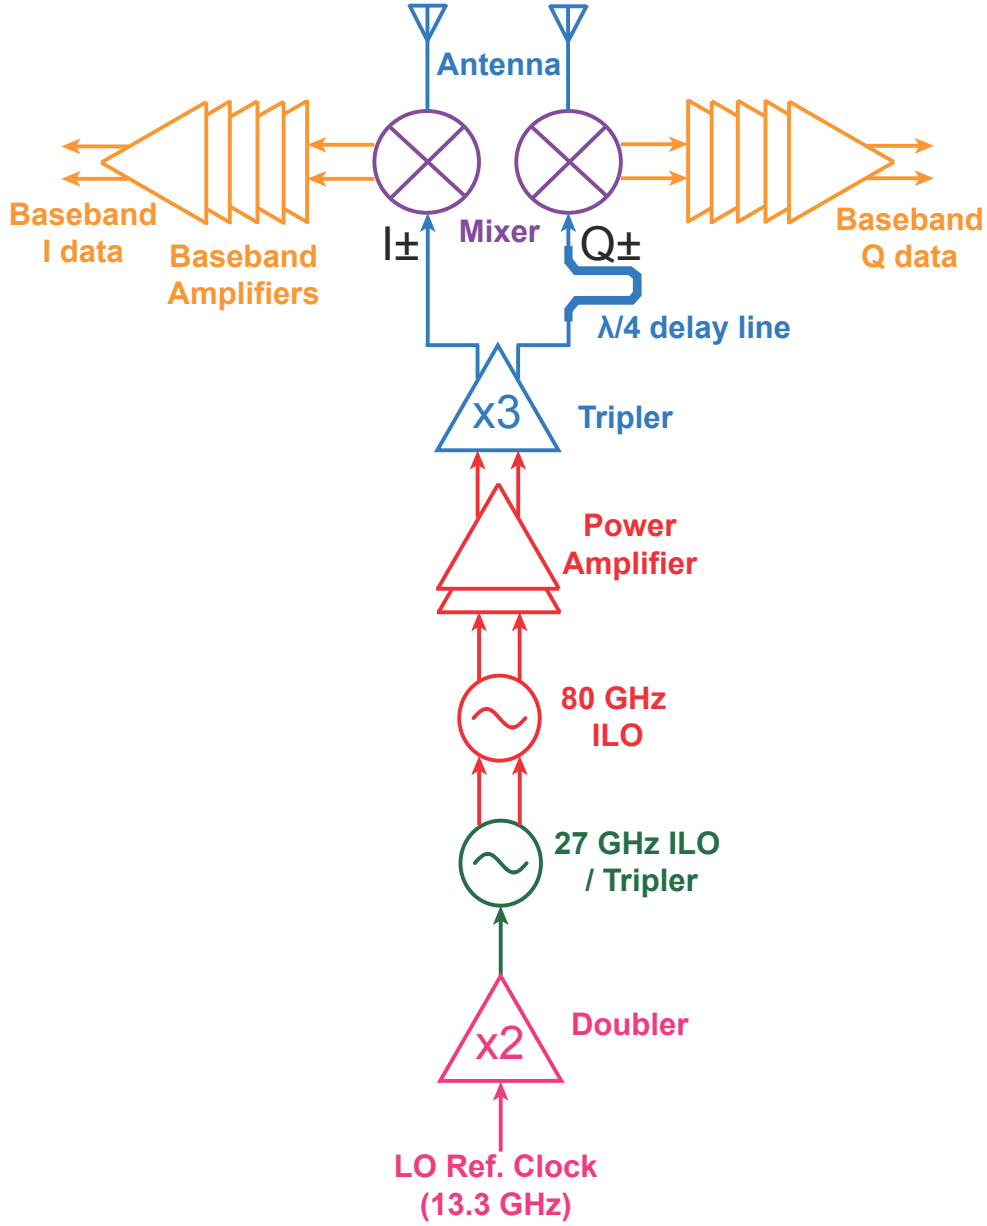 Antenna
Baseband
I data
Baseband
Amplifiers
I±
Mixer
Q±
Baseband
Q data
λ/4 delay line
x3
Tripler
Power
Amplifier
80 GHz
ILO
27 GHz ILO
/ Tripler
x2
Doubler
LO Ref. Clock
(13.3 GHz)